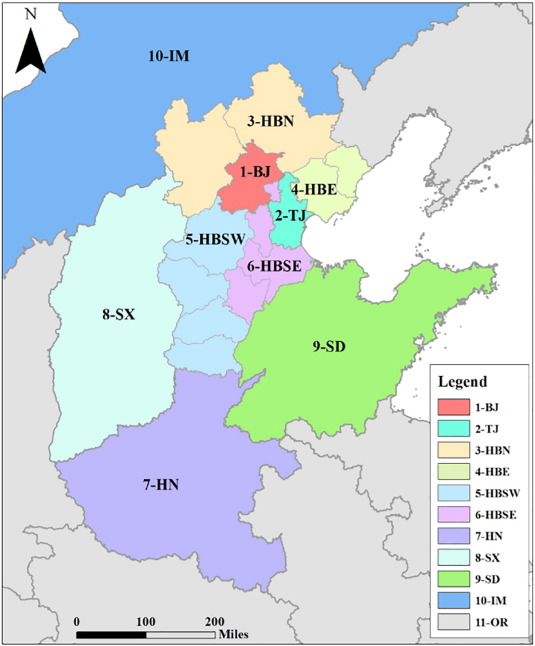 N
10-IM
3-HBN
1-BJ
4-HBE
2-TJ
5-HBSW
6-HBSE
8-SX
9-SD
7-HN
Legend
1-BJ
2-TJ
3-HBN
4-HBE
5-HBSW
6-HBSE
7-HN
8-SX
9-SD
10-IM
11-OR
0 100 200
Miles